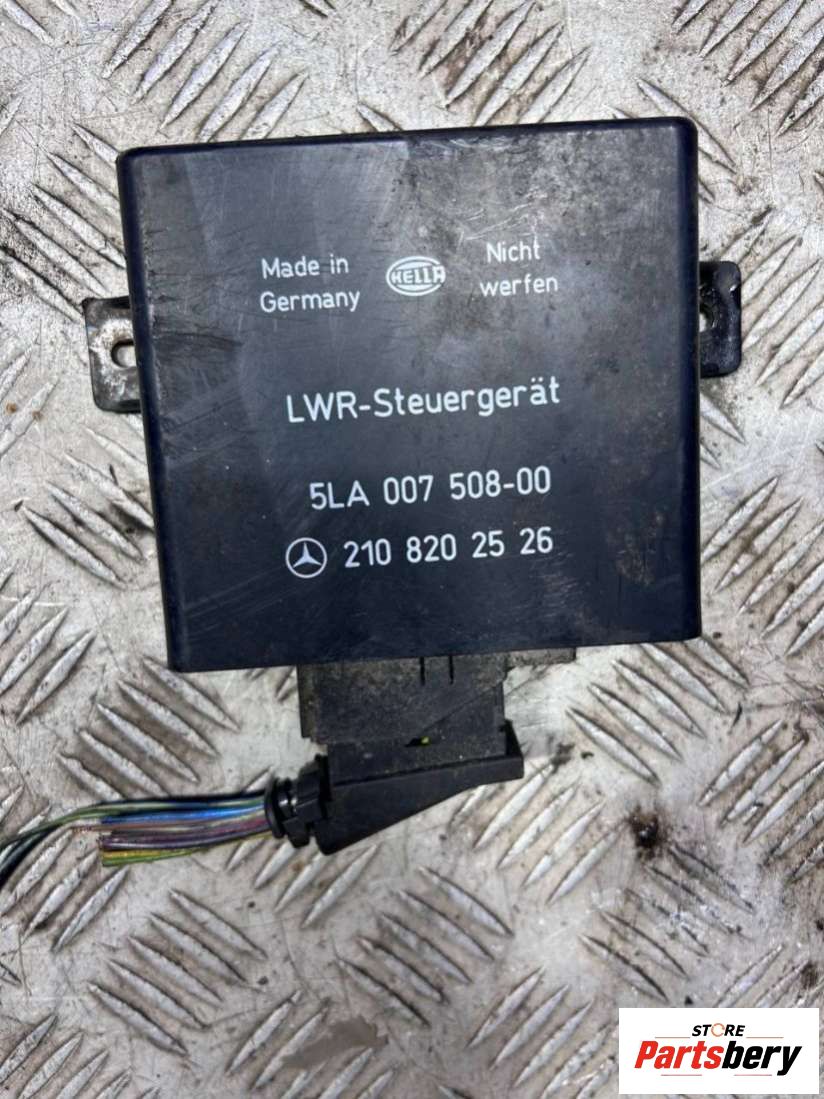 Made in
Germany
HELLA
Nicht
werfen
LWR-Steuergerät
5LA 007 508-00
210 820 25 26
STORE
Partsbery